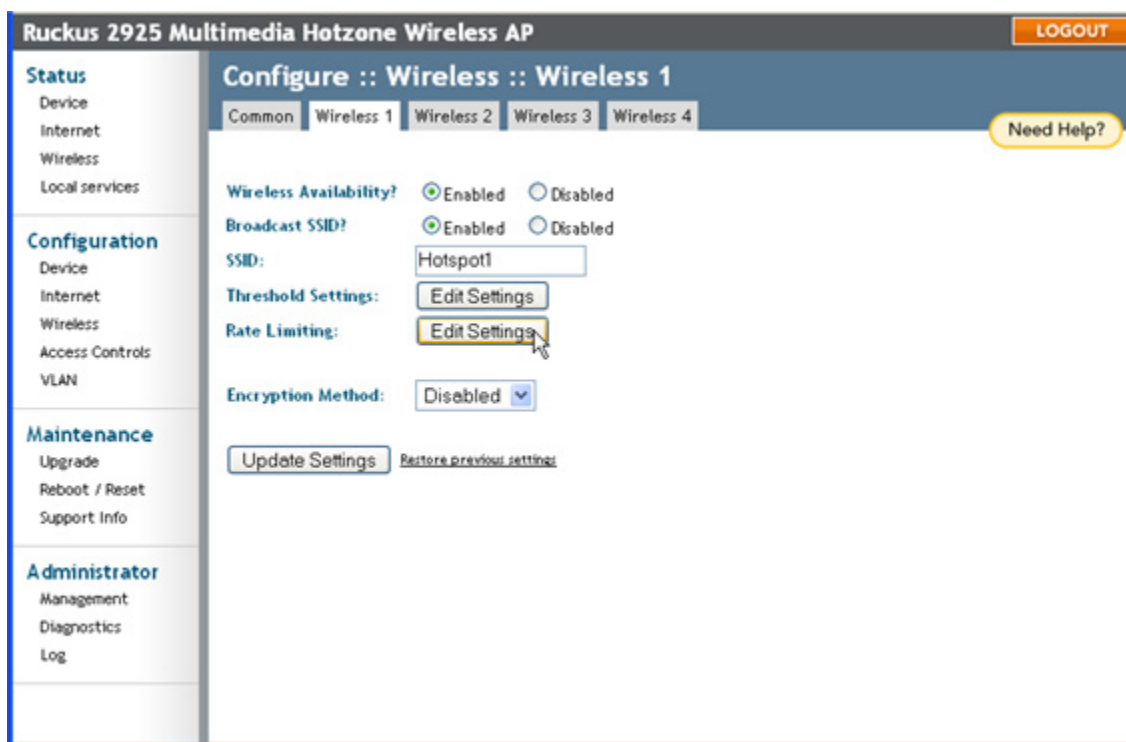 Ruckus 2925 Multimedia Hotzone Wireless AP
LOGOUT
Status
Device
Internet
Wireless
Local services
Configuration
Device
Internet
Wireless
Access Controls
VLAN
Maintenance
Upgrade
Reboot / Reset
Support Info
Administrator
Management
Diagnostics
Log
Configure :: Wireless :: Wireless 1
Common Wireless 1 Wireless 2 Wireless 3 Wireless 4
Need Help?
Wireless Availability? Enabled Disabled
Broadcast SSID? Enabled Disabled
SSID: Hotspot1
Threshold Settings: Edit Settings
Rate Limiting: Edit Settings
Encryption Method: Disabled
Update Settings Restore previous settings